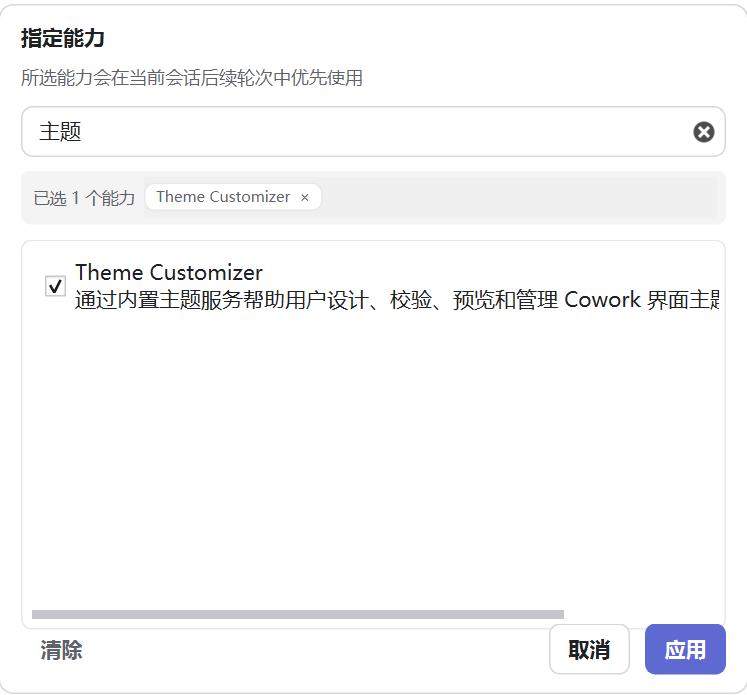 指定能力
所选能力会在当前会话后续轮次中优先使用
主题
已选 1 个能力 Theme Customizer ×
Theme Customizer
通过内置主题服务帮助用户设计、校验、预览和管理 Cowork 界面主题
清除 取消 应用